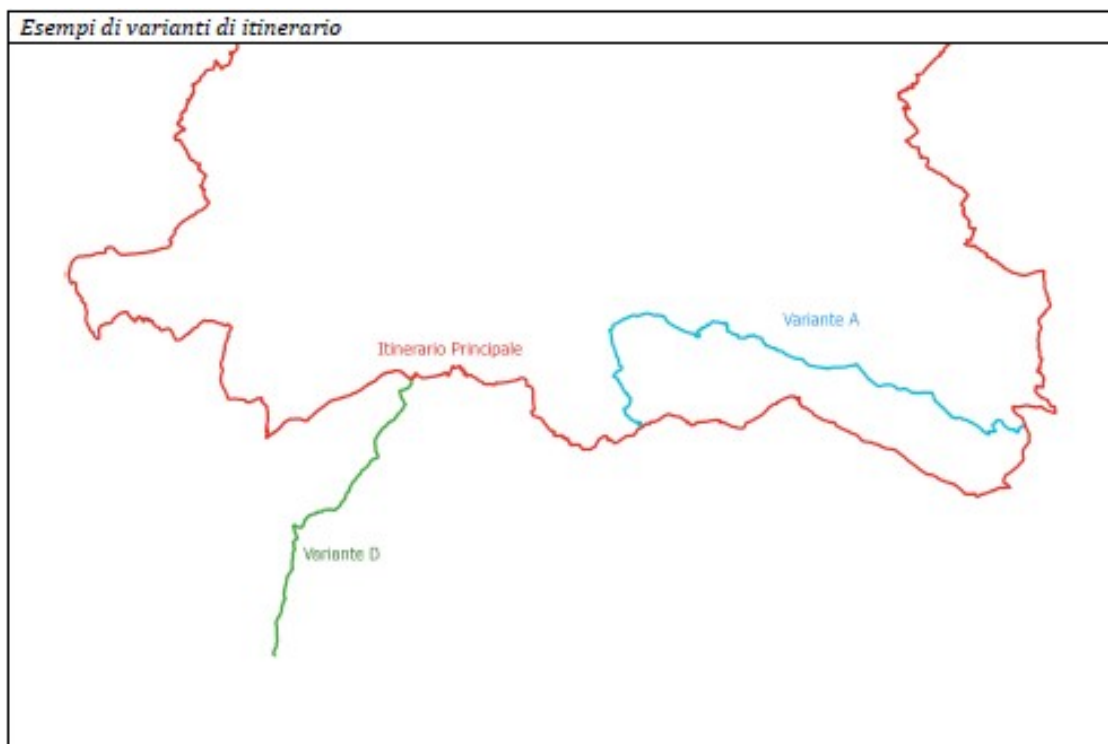 Esempi di varianti di itinerario
Variante A
Itinerario Principale
Variante D